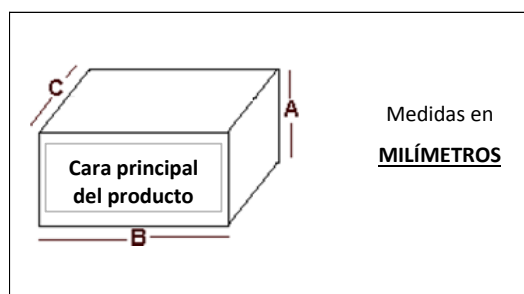 C
A
Medidas en
MILÍMETROS
Cara principal
del producto
B